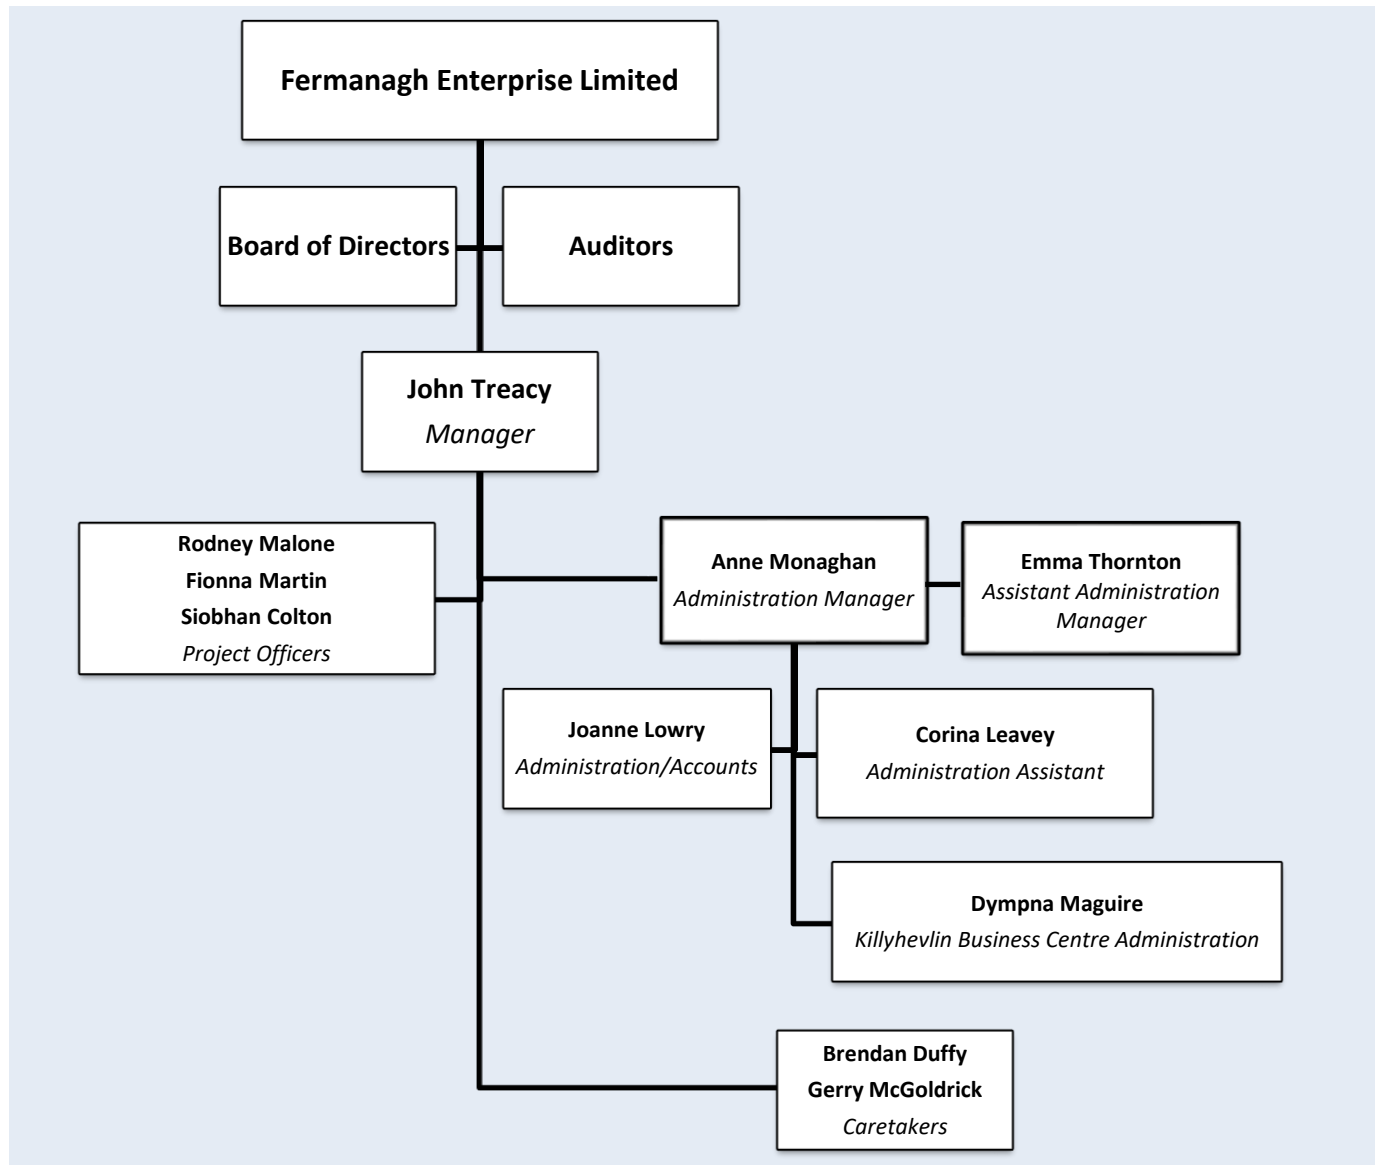 Fermanagh Enterprise Limited
Board of Directors
Auditors
John Treacy
Manager
Rodney Malone
Fionna Martin
Siobhan Colton
Project Officers
Anne Monaghan
Administration Manager
Emma Thornton
Assistant Administration
Manager
Joanne Lowry
Administration/Accounts
Corina Leavey
Administration Assistant
Dympna Maguire
Killyhevlin Business Centre Administration
Brendan Duffy
Gerry McGoldrick
Caretakers